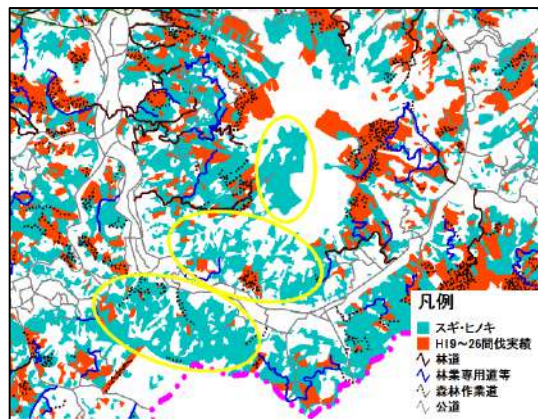 凡例
スギ・ヒノキ
H19～26間伐実績
林道
林業専用道等
森林作業道
公道